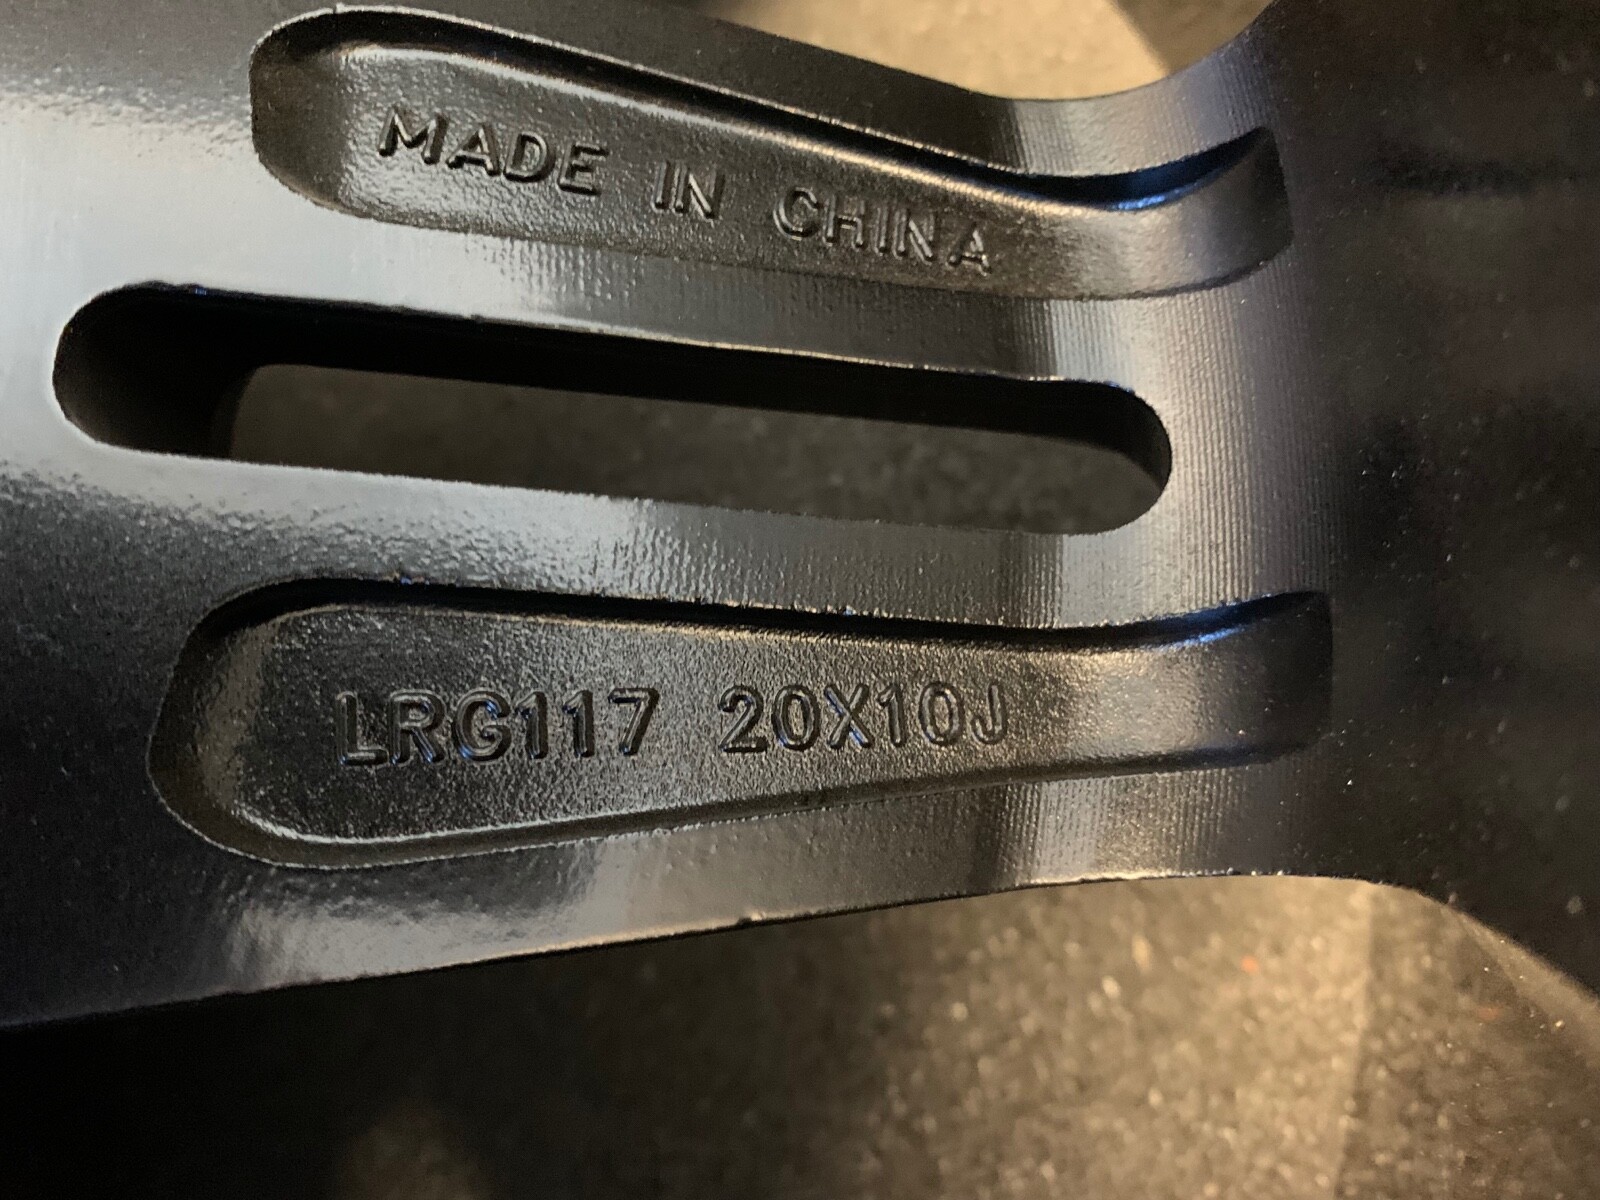 MADE IN CHINA
LRG117 20X10J